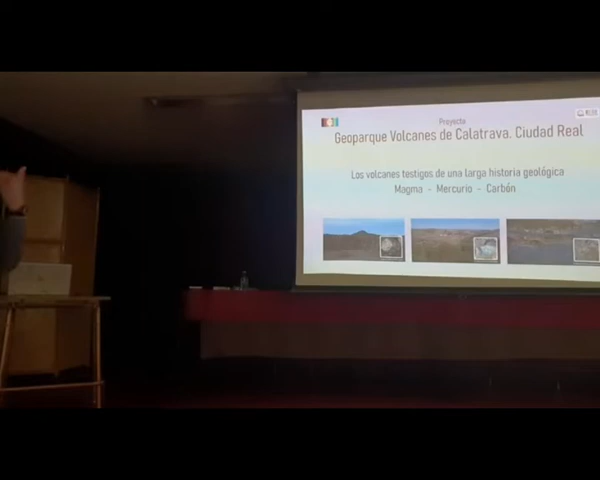 Proyecto
Geoparque Volcanes de Calatrava. Ciudad Real
Los volcanes testigos de una larga historia geológica
Magma - Mercurio - Carbón